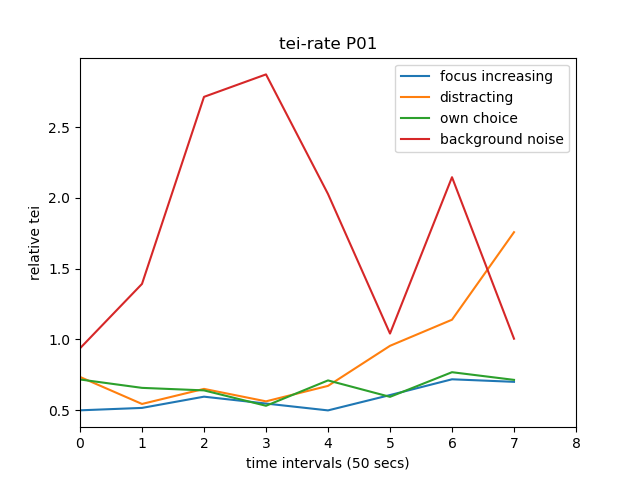 tei-rate P01
focus increasing
distracting
own choice
background noise
relative tei
2.5
2.0
1.5
1.0
0.5
0 1 2 3 4 5 6 7 8
time intervals (50 secs)